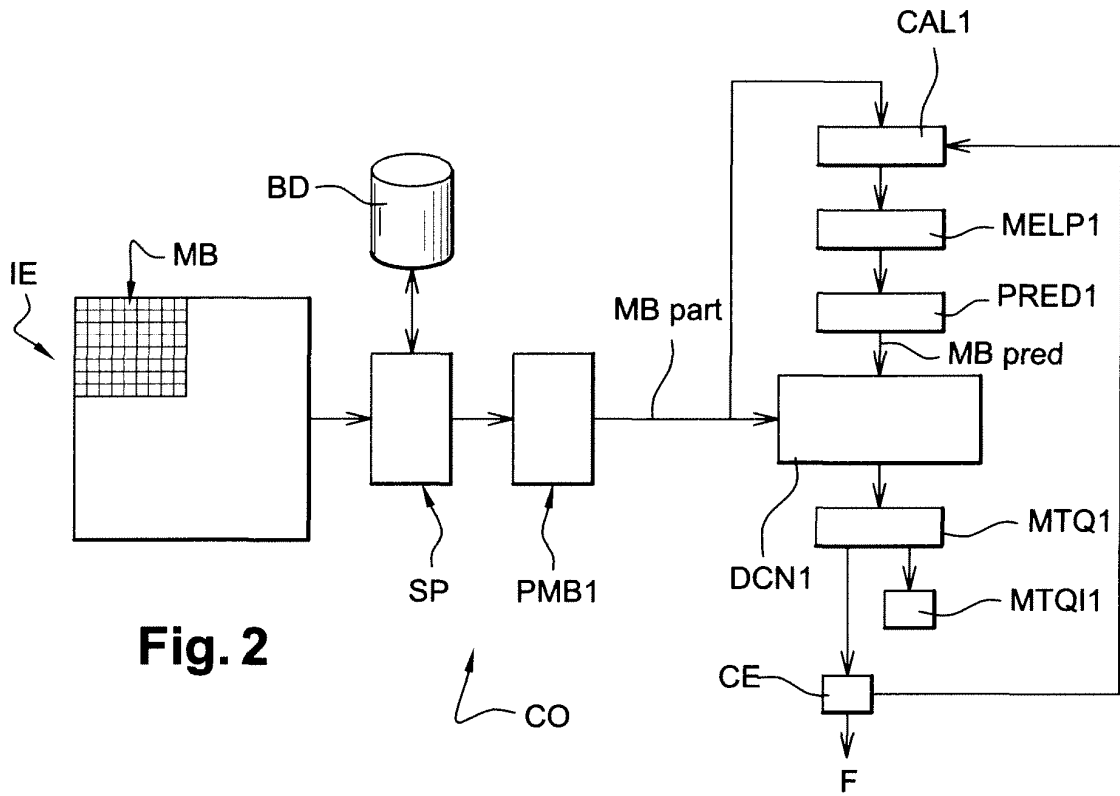 CAL1
BD
MELP1
MB
IE
PRED1
MB part
MB pred
MTQ1
DCN1
SP
PMB1
MTQI1
Fig. 2
CE
CO
F